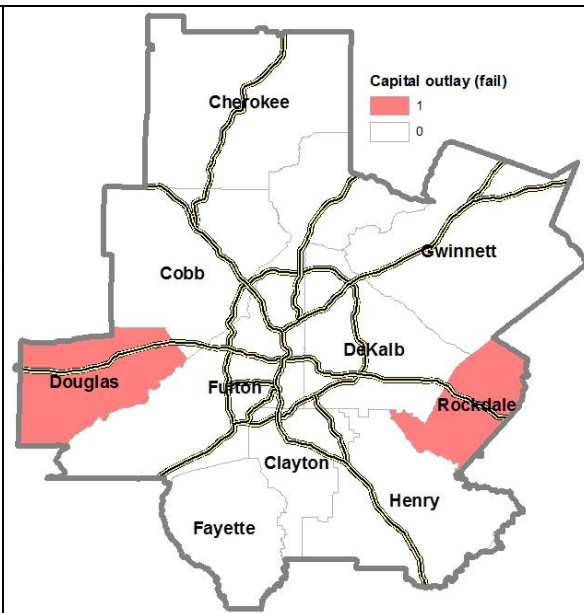 Capital outlay (fail)
1
0
Cherokee
Gwinnett
Cobb
DeKalb
Douglas
Fulton
Rockdale
Clayton
Henry
Fayette